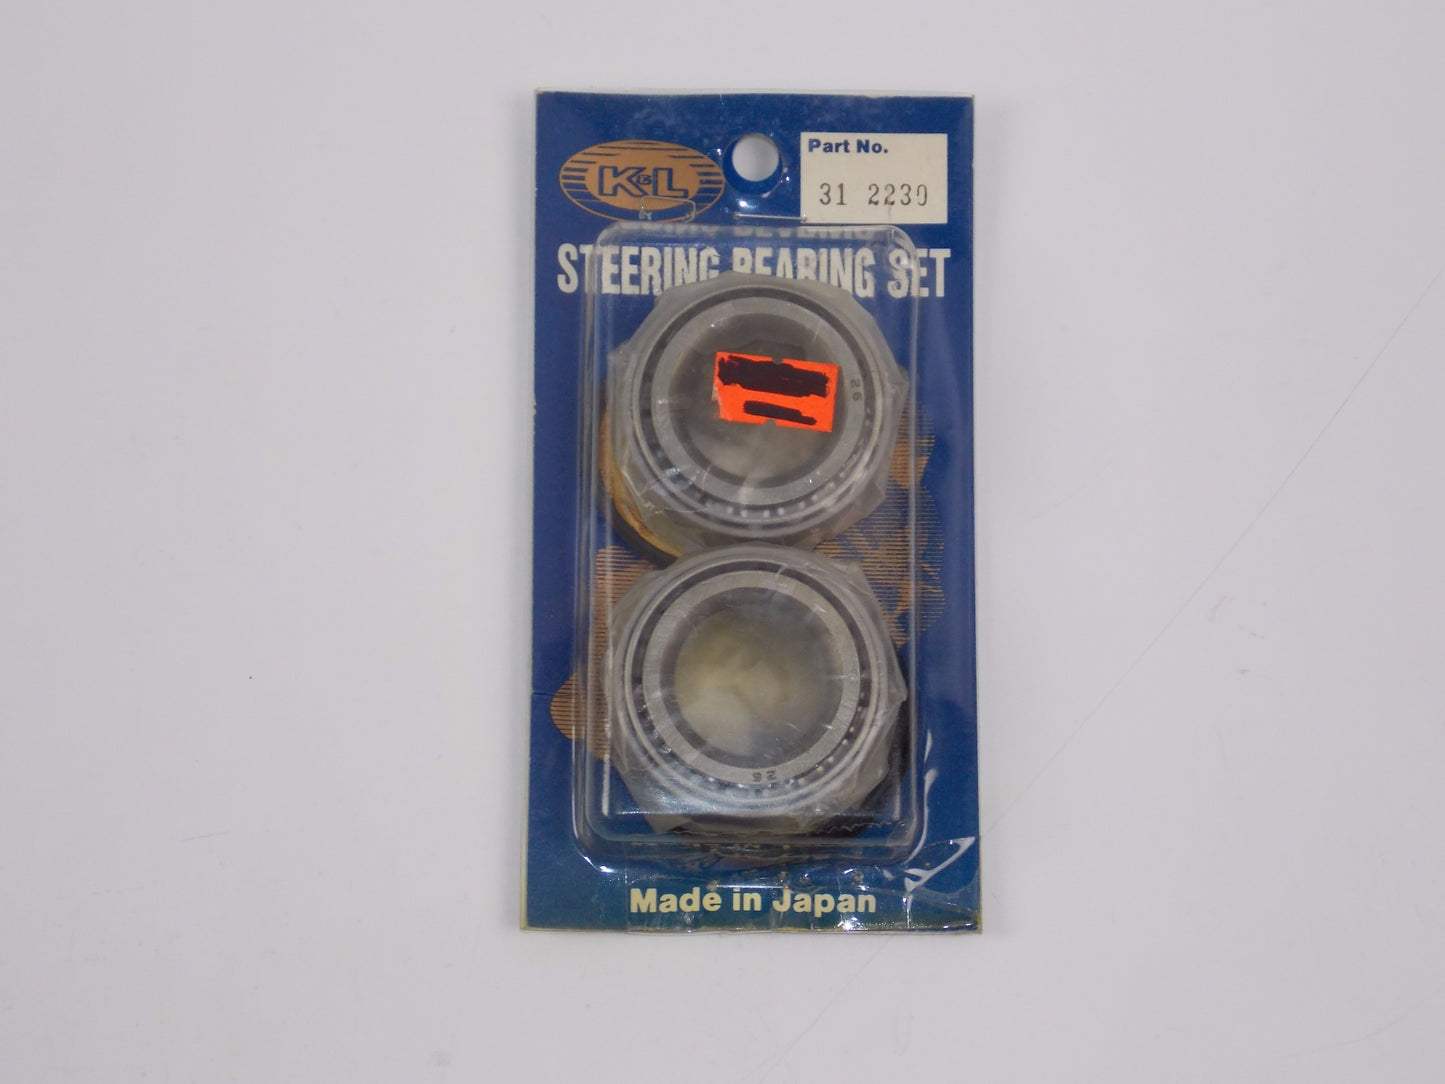 K&L
Part No.
31 2230
STEERING BEARING SET
26
26
Made in Japan